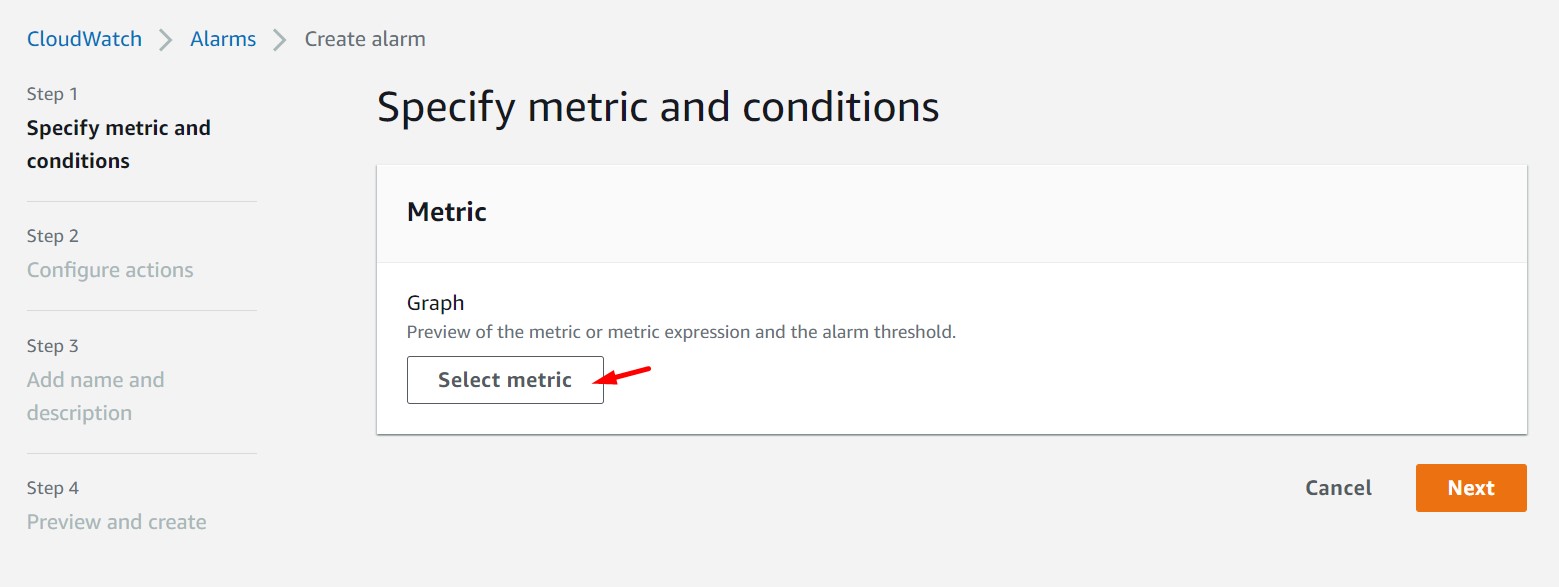 CloudWatch > Alarms > Create alarm
Step 1
Specify metric and
conditions
Step 2
Configure actions
Step 3
Add name and
description
Step 4
Preview and create
Specify metric and conditions
Metric
Graph
Preview of the metric or metric expression and the alarm threshold.
Select metric
Cancel Next